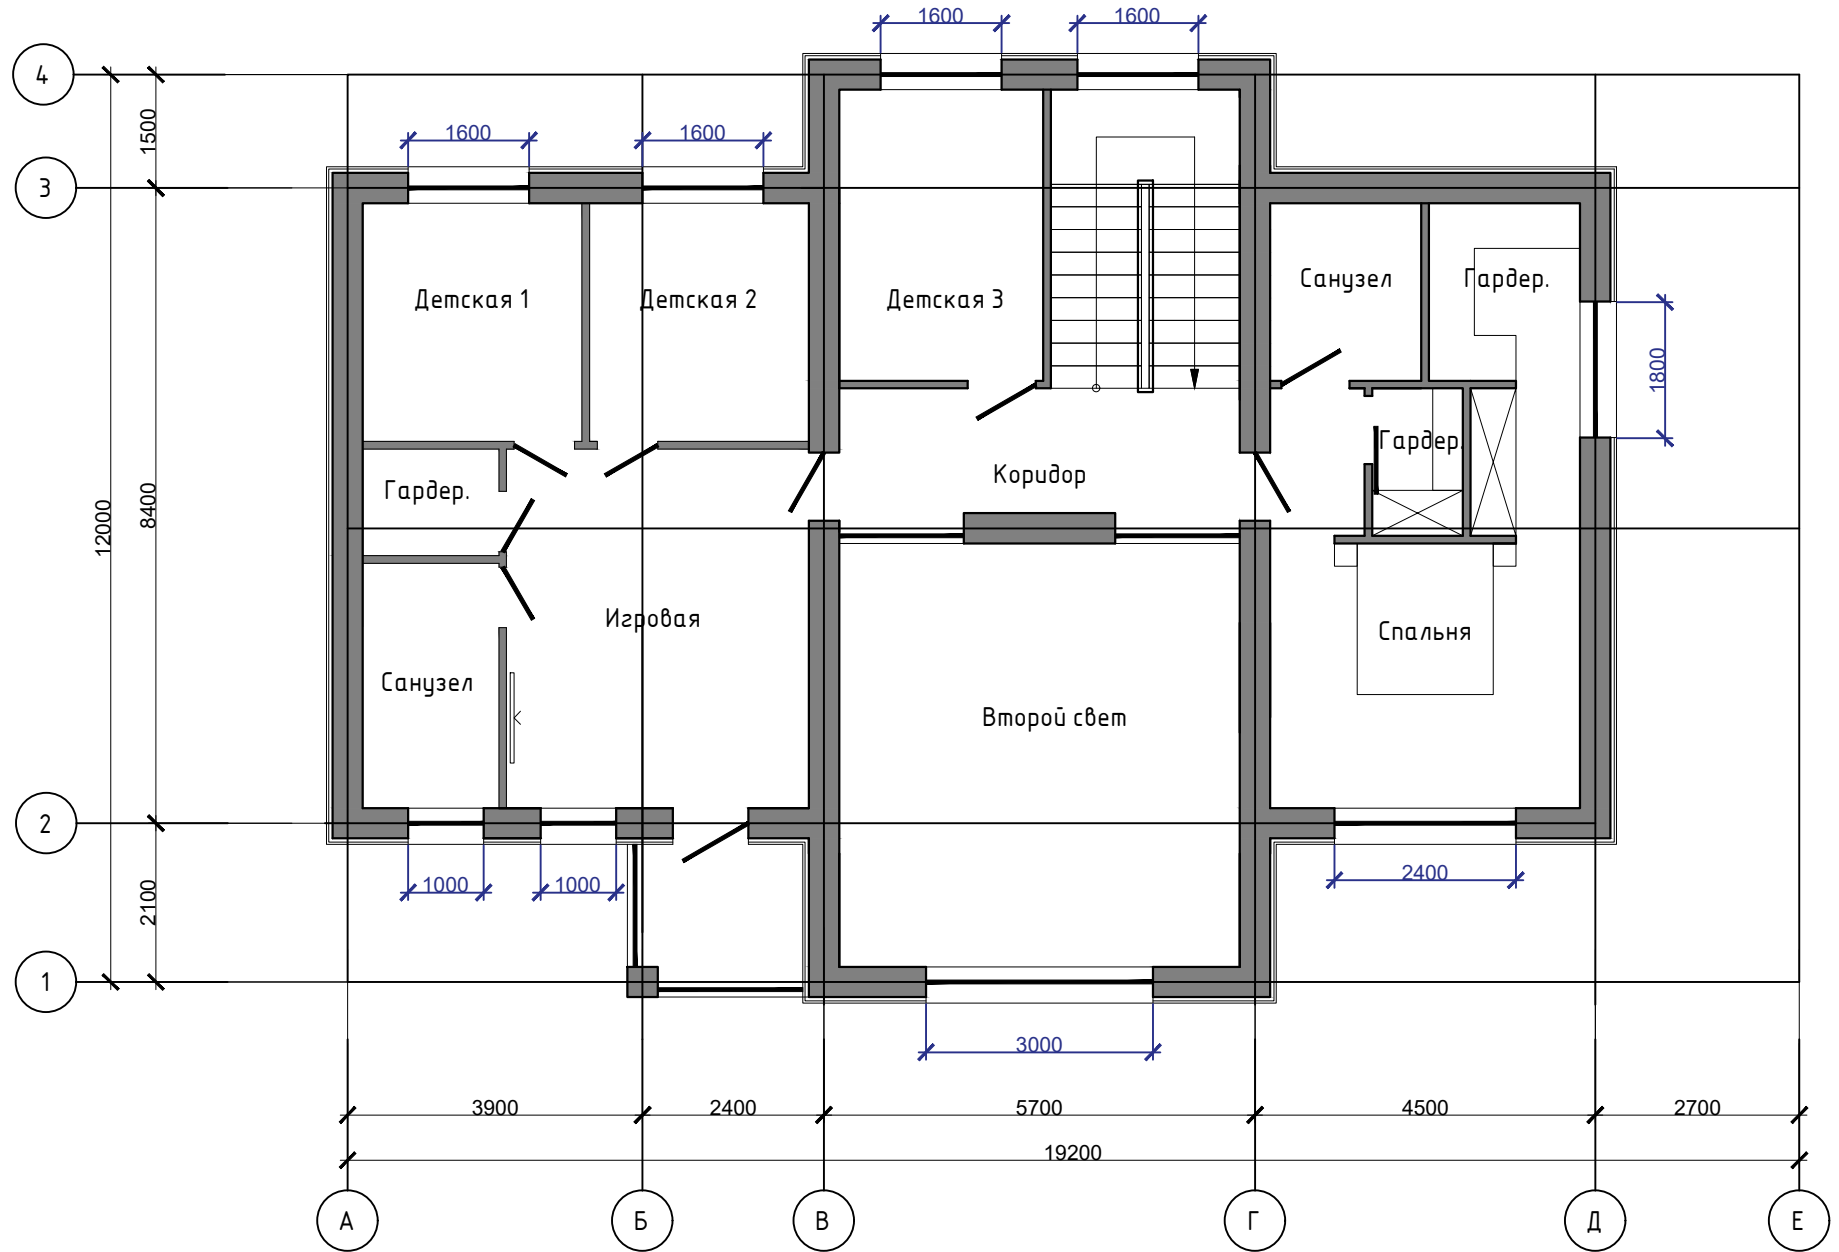 1600
1600
4
1500
1600
1600
3
Детская 1
Детская 2
Детская 3
Санузел
Гардер.
1800
12000
8400
Гардер.
Коридор
Гардер.
Игровая
Спальня
Санузел
Второй свет
2
2100
1000
1000
2400
1
3000
3900
2400
5700
4500
2700
19200
А
Б
В
Г
Д
Е